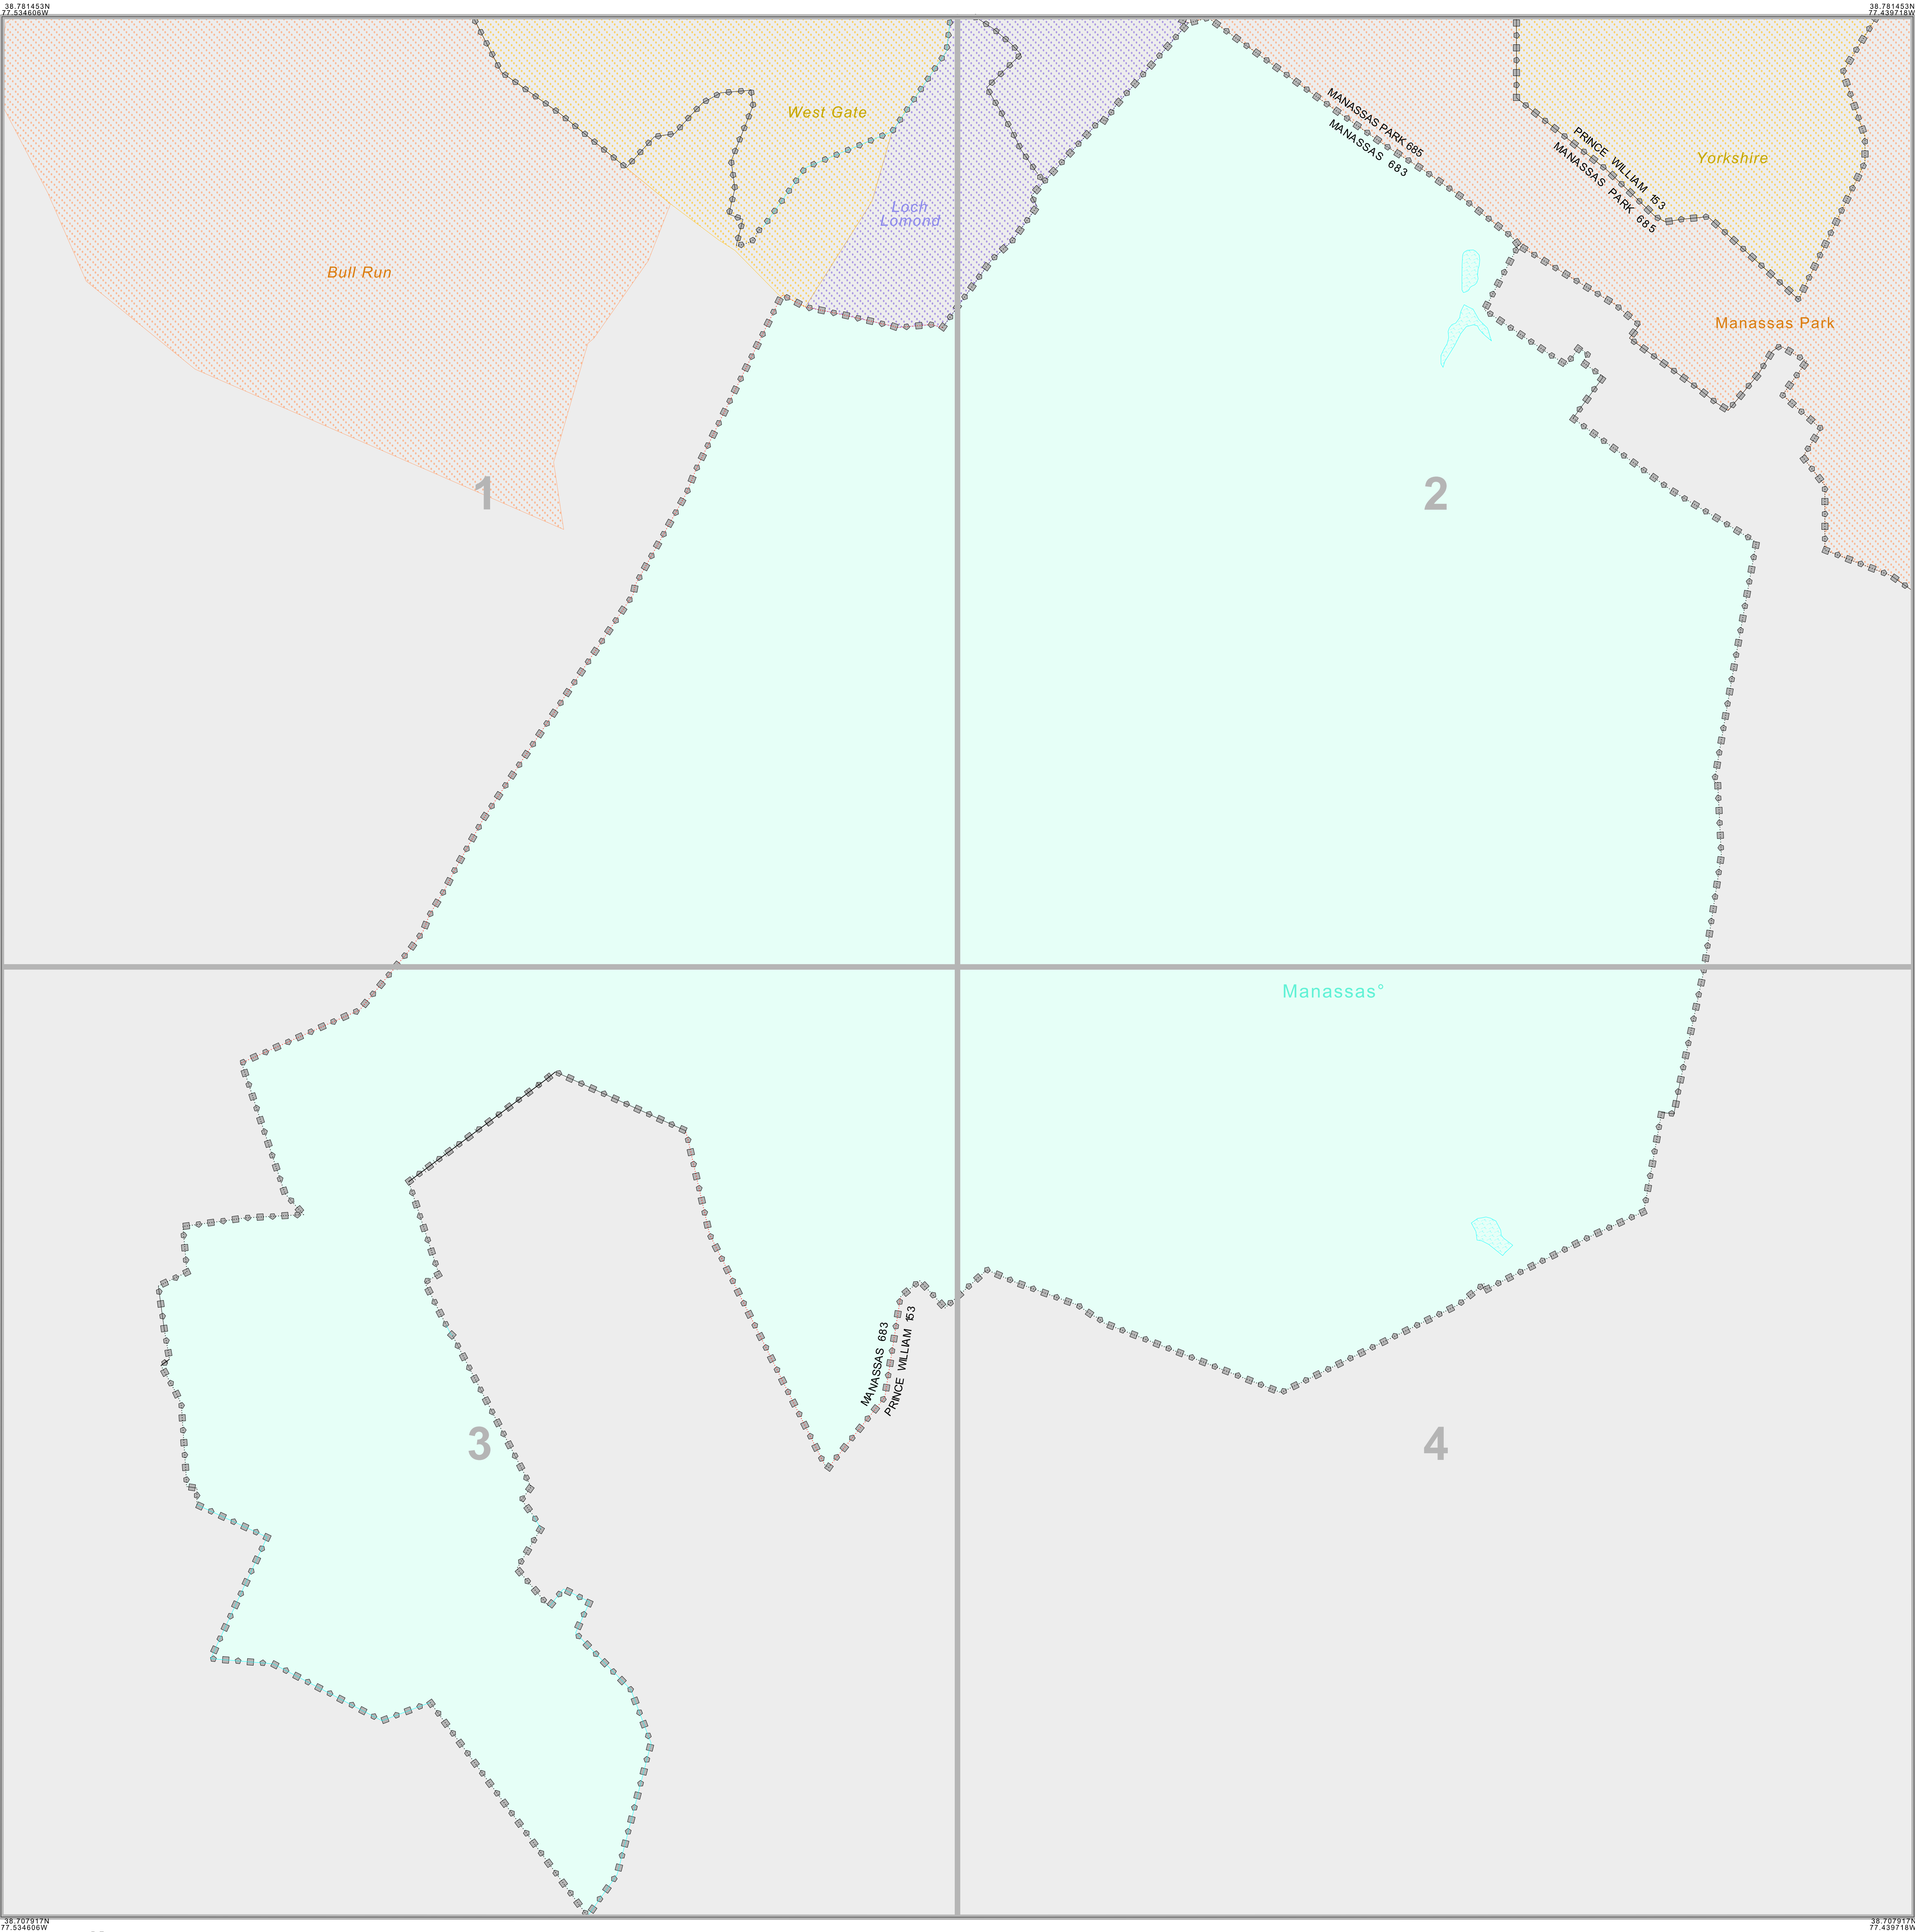 38.781453N
77.534606W
38.781453N
77.439718W
West Gate
Loch
Lomond
Bull Run
MANASSAS PARK 685
MANASSAS 683
PRINCE WILLIAM 153
MANASSAS PARK 685
Yorkshire
Manassas Park
1
2
Manassas°
MANASSAS 683
PRINCE WILLIAM 153
3
4
38.707917N
77.534606W
38.707917N
77.439718W